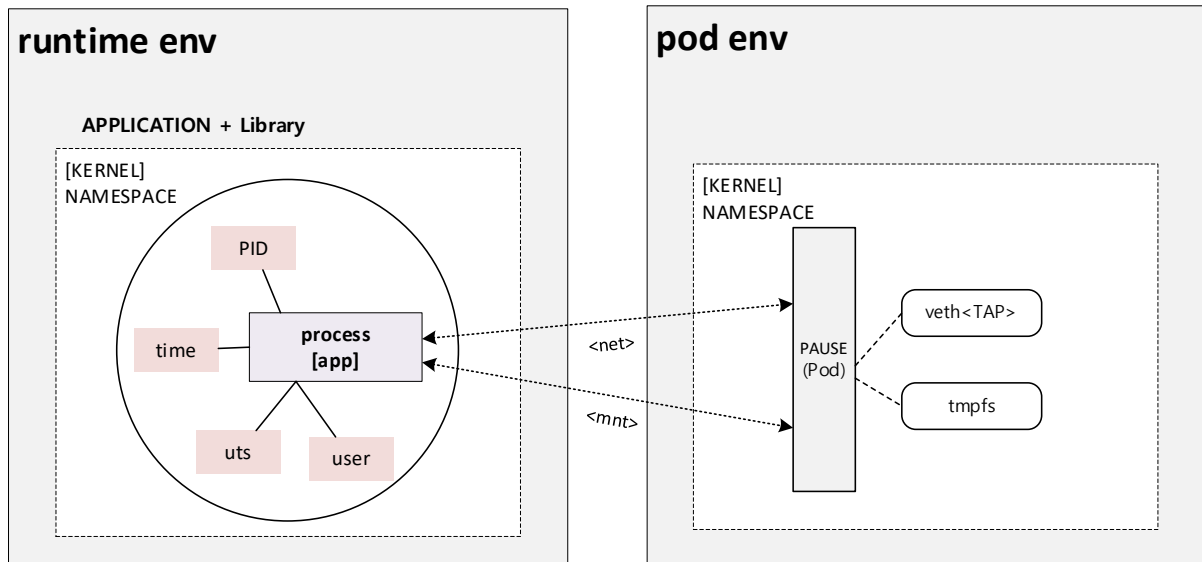 runtime env
APPLICATION + Library
[KERNEL]
NAMESPACE
PID
time
process
[app]
uts
user
<net>
<mnt>
pod env
[KERNEL]
NAMESPACE
PAUSE
(Pod)
veth<TAP>
tmpfs